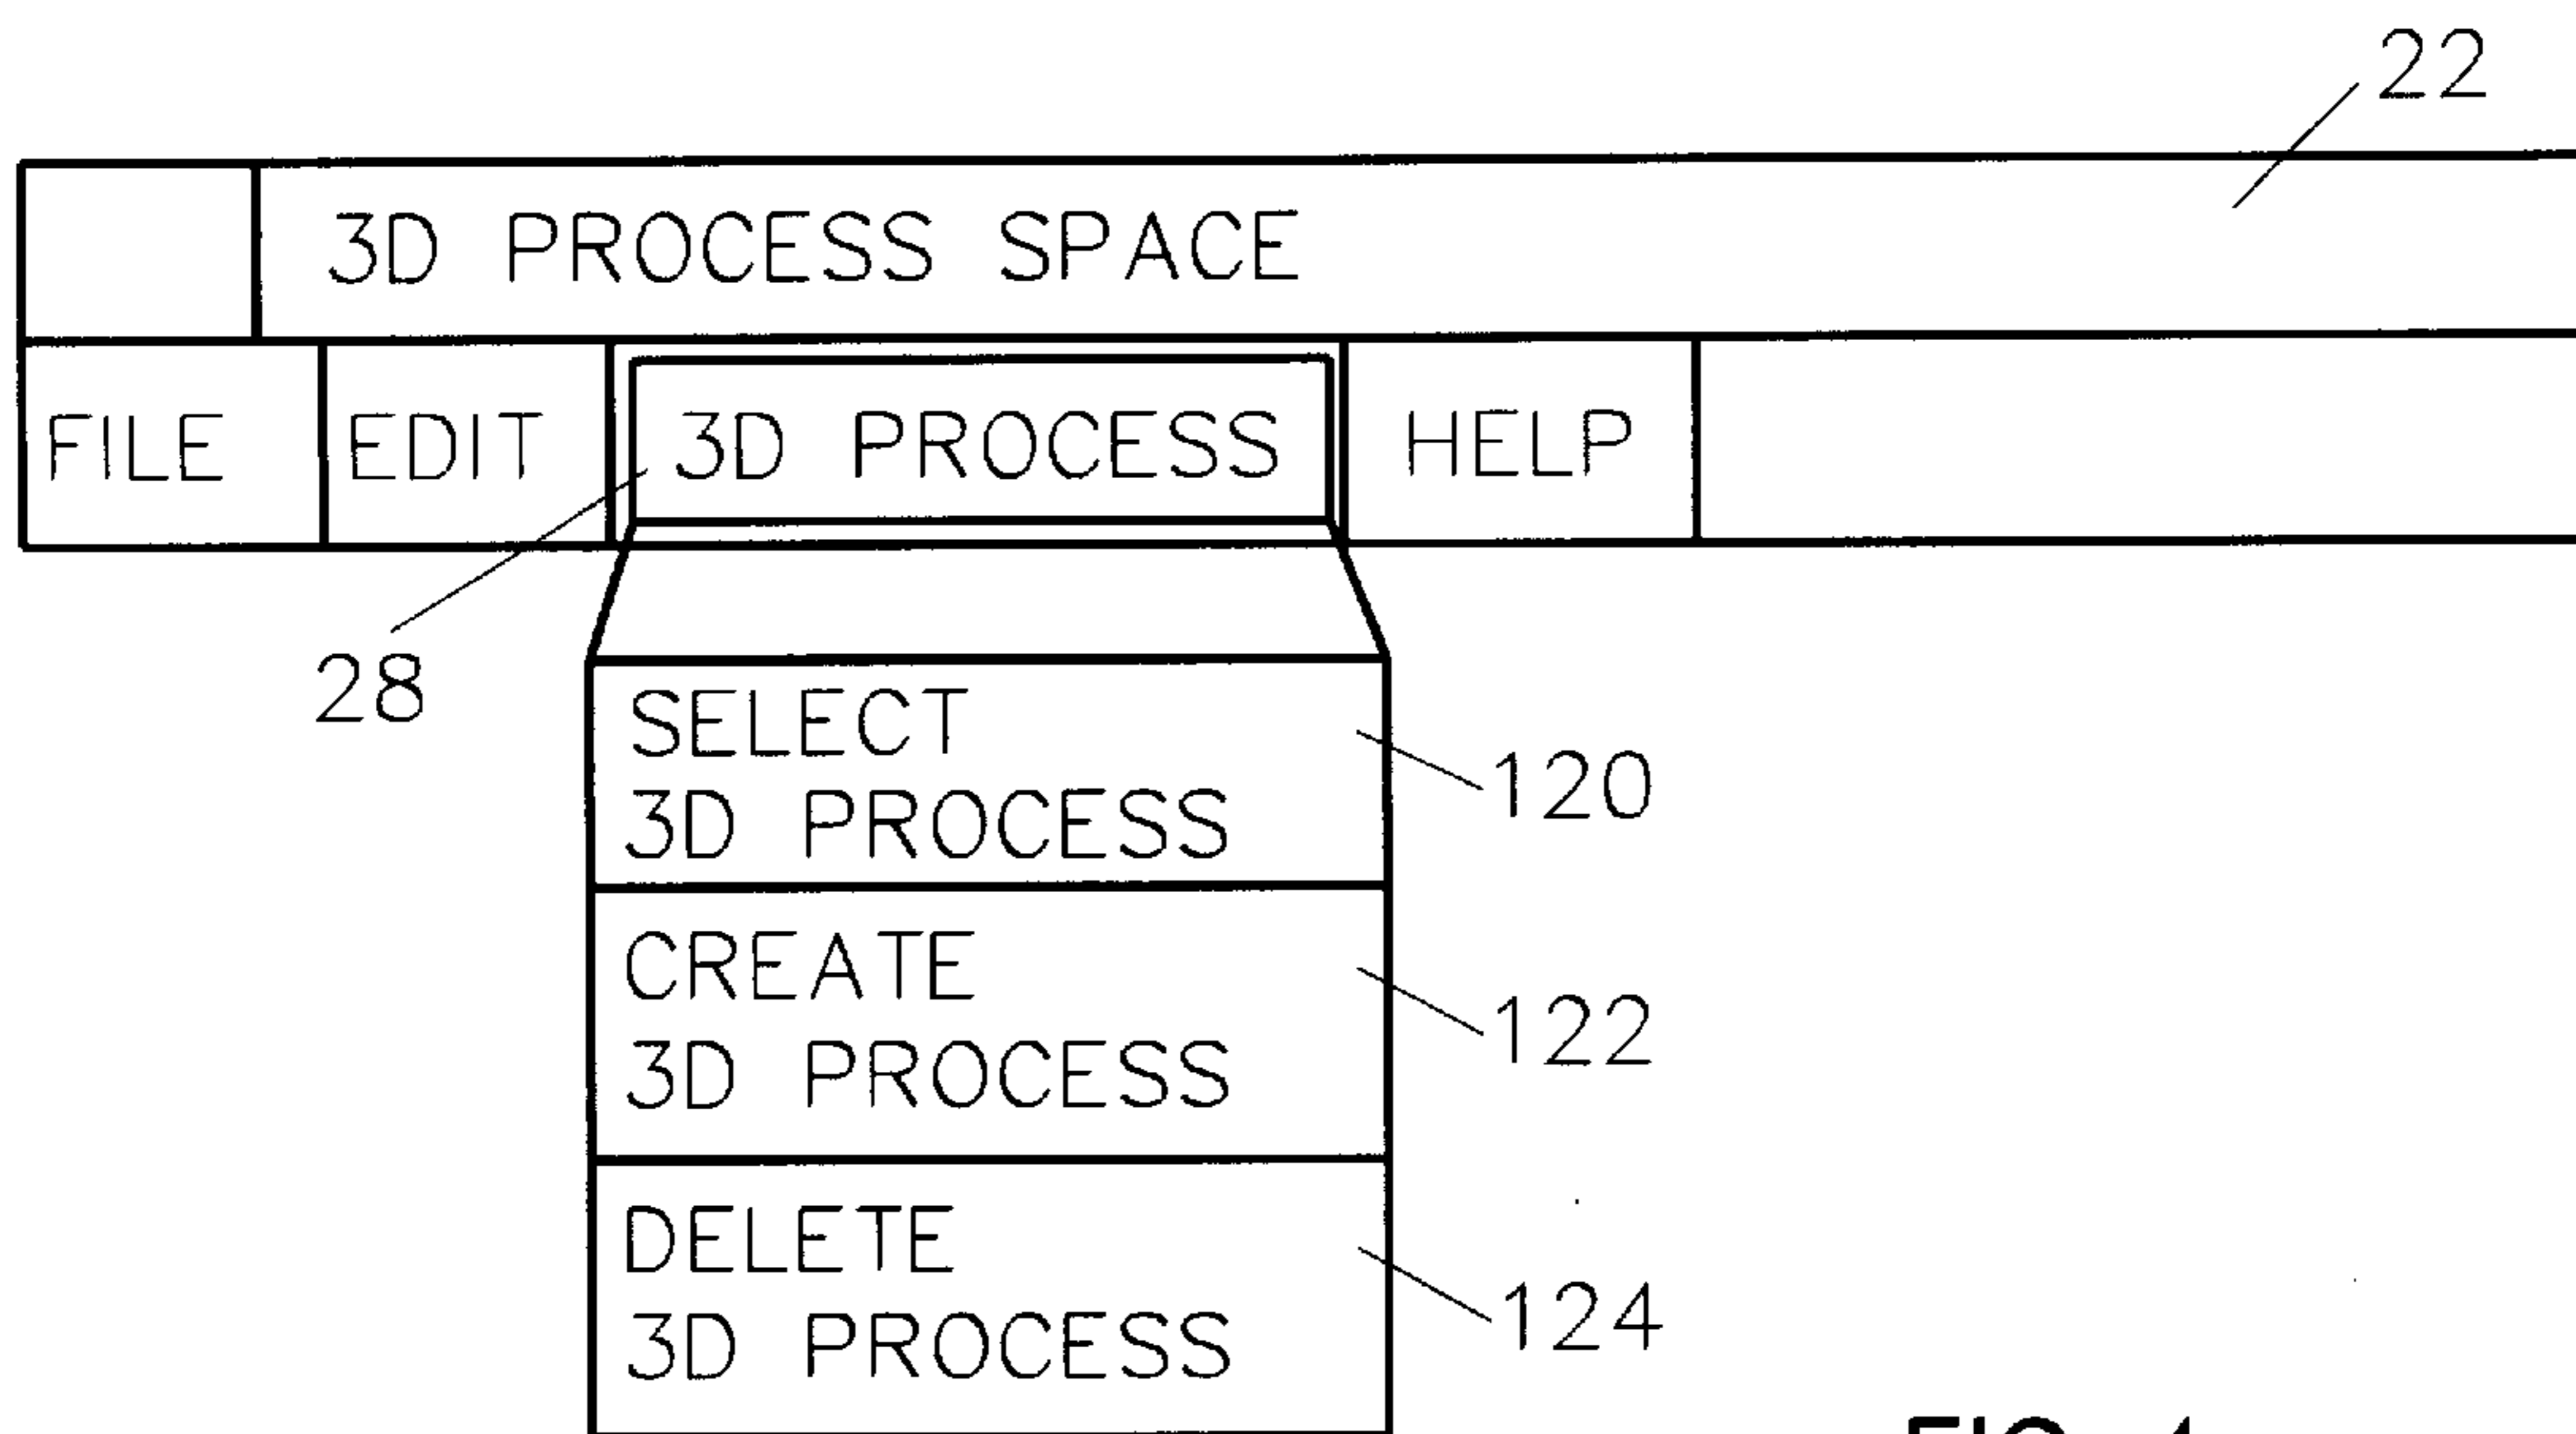 22
3D PROCESS SPACE
FILE EDIT 3D PROCESS HELP
28
SELECT
3D PROCESS
120
CREATE
3D PROCESS
122
DELETE
3D PROCESS
124